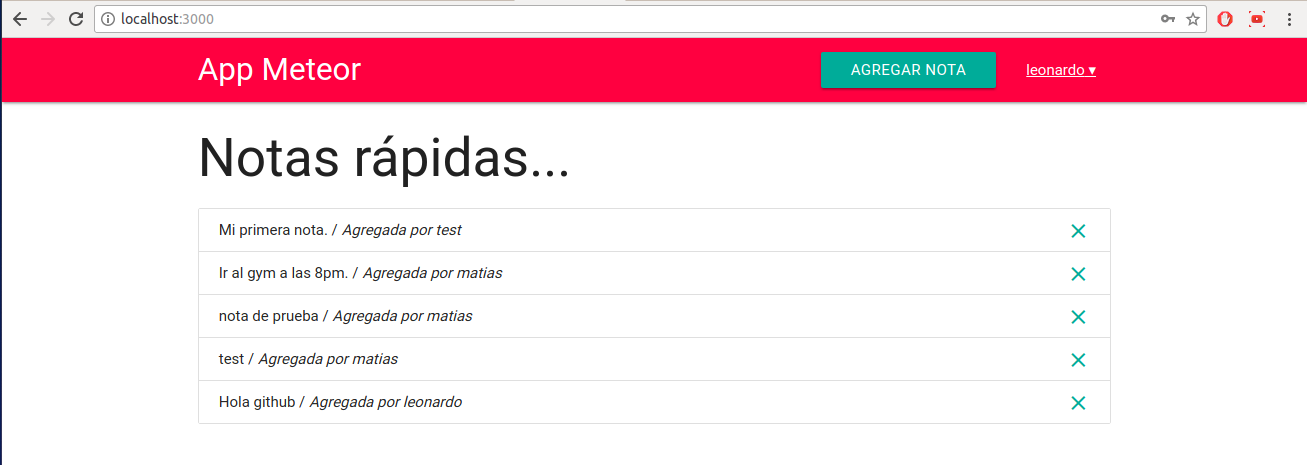 localhost:3000
App Meteor
AGREGAR NOTA
leonardo ▾
Notas rápidas...
Mi primera nota. / Agregada por test
Ir al gym a las 8pm. / Agregada por matias
nota de prueba / Agregada por matias
test / Agregada por matias
Hola github / Agregada por leonardo